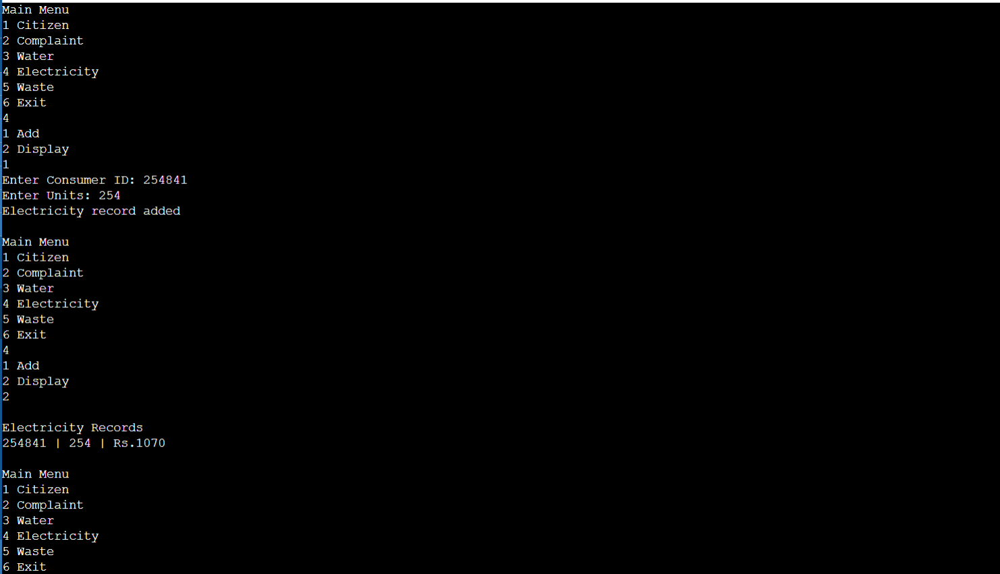 Main Menu
1 Citizen
2 Complaint
3 Water
4 Electricity
5 Waste
6 Exit
4
1 Add
2 Display
1
Enter Consumer ID: 254841
Enter Units: 254
Electricity record added

Main Menu
1 Citizen
2 Complaint
3 Water
4 Electricity
5 Waste
6 Exit
4
1 Add
2 Display
2

Electricity Records
254841 | 254 | Rs.1070

Main Menu
1 Citizen
2 Complaint
3 Water
4 Electricity
5 Waste
6 Exit